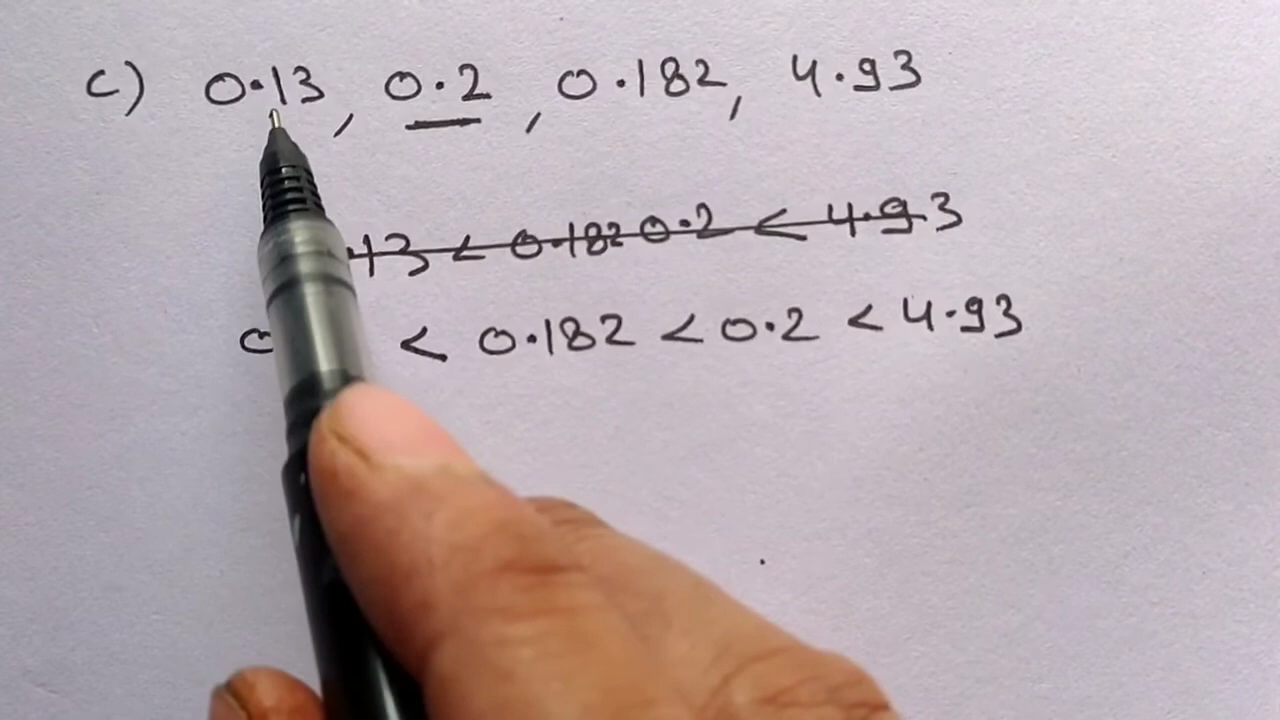 c) 0.13, 0.2, 0.182, 4.93
13 < 0.182 0.2 < 4.93
0 < 0.182 < 0.2 < 4.93